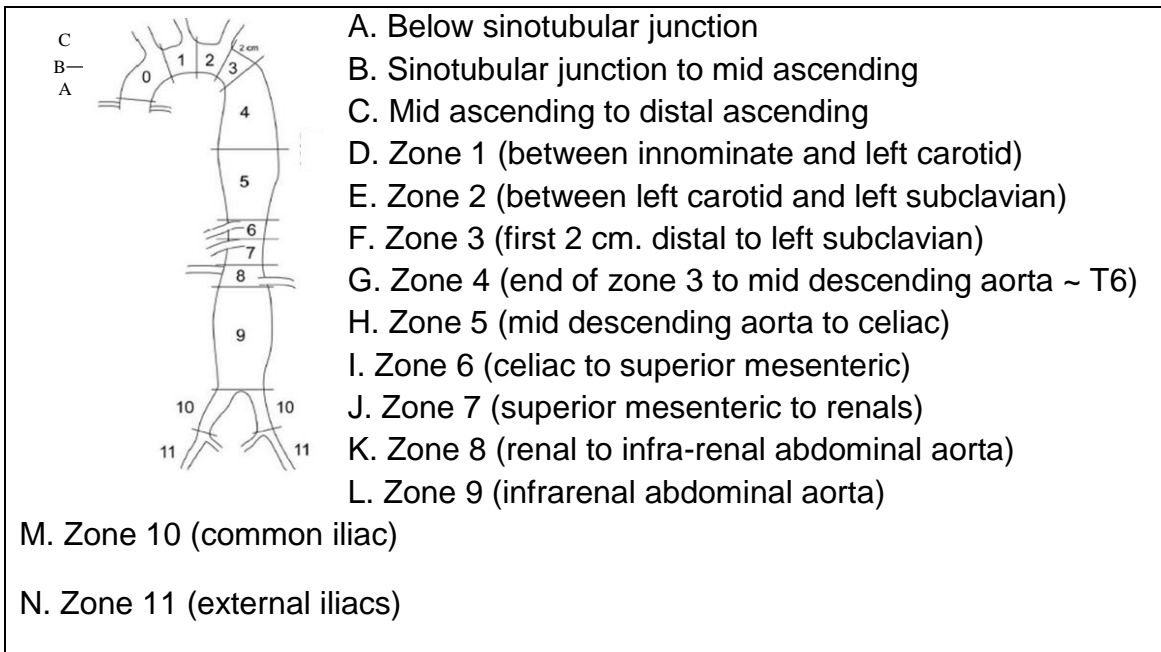 A. Below sinotubular junction
B. Sinotubular junction to mid ascending
C. Mid ascending to distal ascending
D. Zone 1 (between innominate and left carotid)
E. Zone 2 (between left carotid and left subclavian)
F. Zone 3 (first 2 cm. distal to left subclavian)
G. Zone 4 (end of zone 3 to mid descending aorta ~ T6)
H. Zone 5 (mid descending aorta to celiac)
I. Zone 6 (celiac to superior mesenteric)
J. Zone 7 (superior mesenteric to renals)
K. Zone 8 (renal to infra-renal abdominal aorta)
L. Zone 9 (infrarenal abdominal aorta)
M. Zone 10 (common iliac)
N. Zone 11 (external iliacs)
C
B—
A
0
1
2
2 cm
3
4
5
6
7
8
9
10
10
11
11